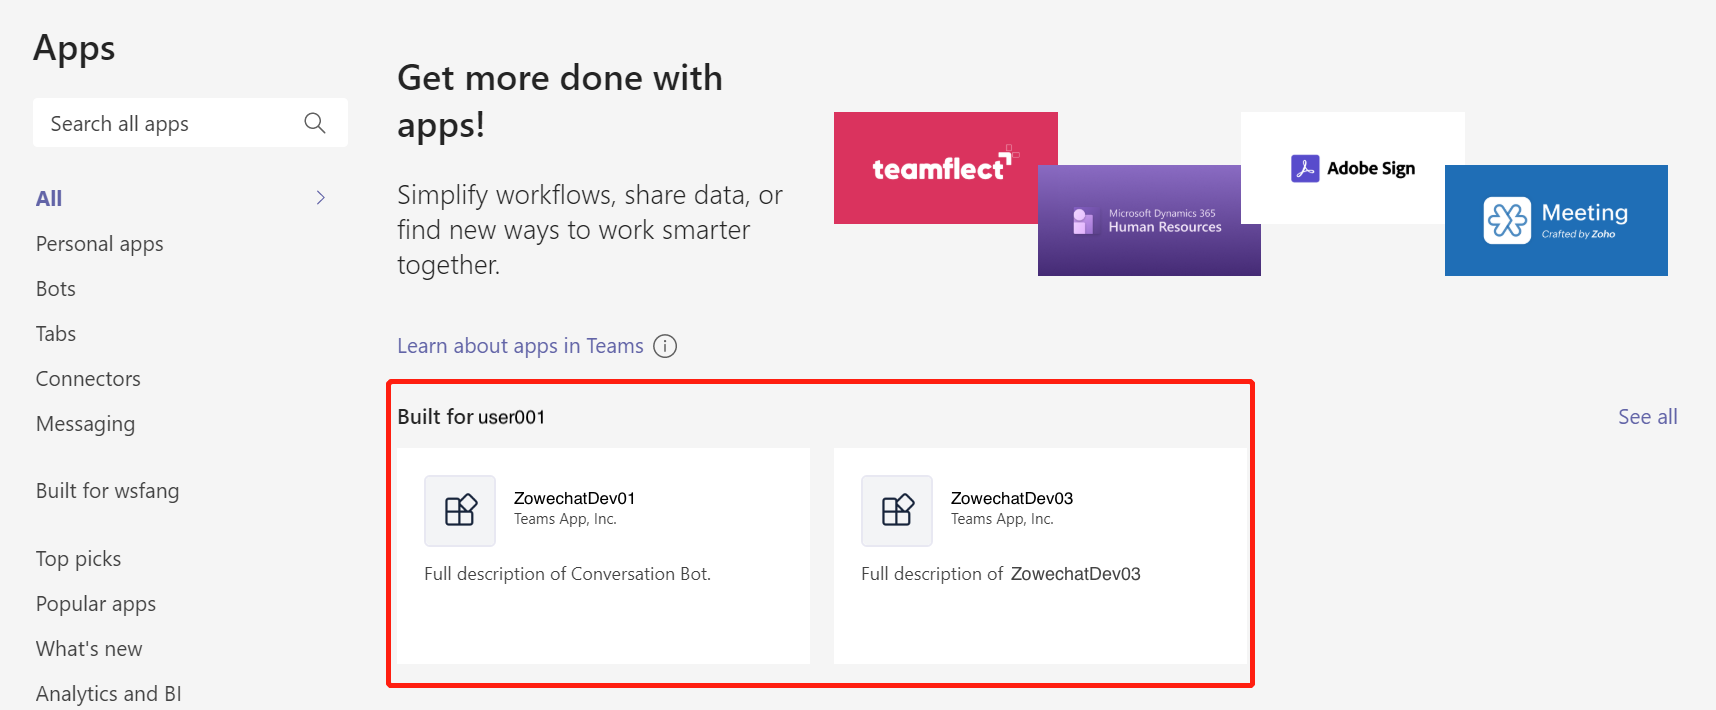 Apps
Search all apps
All
Personal apps
Bots
Tabs
Connectors
Messaging
Built for wsfang
Top picks
Popular apps
What's new
Analytics and BI
Get more done with
apps!
Simplify workflows, share data, or
find new ways to work smarter
together.
Learn about apps in Teams
teamflect
Microsoft Dynamics 365
Human Resources
Adobe Sign
Meeting
Crafted by Zoho
Built for user001
See all
ZowechatDev01
Teams App, Inc.
Full description of Conversation Bot.
ZowechatDev03
Teams App, Inc.
Full description of ZowechatDev03